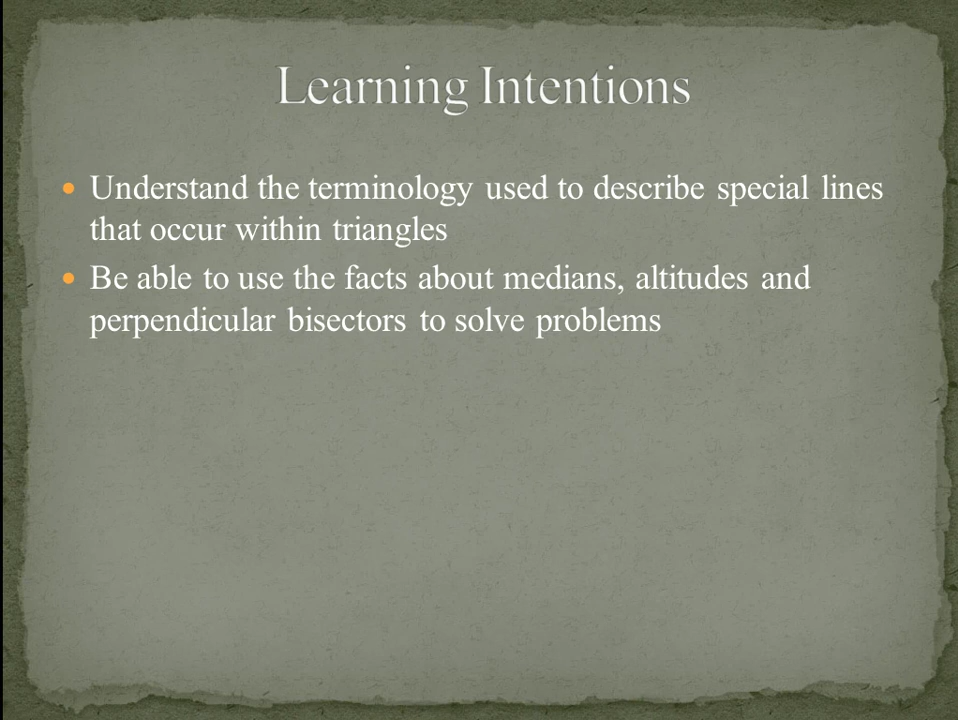 Learning Intentions
• Understand the terminology used to describe special lines
that occur within triangles
• Be able to use the facts about medians, altitudes and
perpendicular bisectors to solve problems